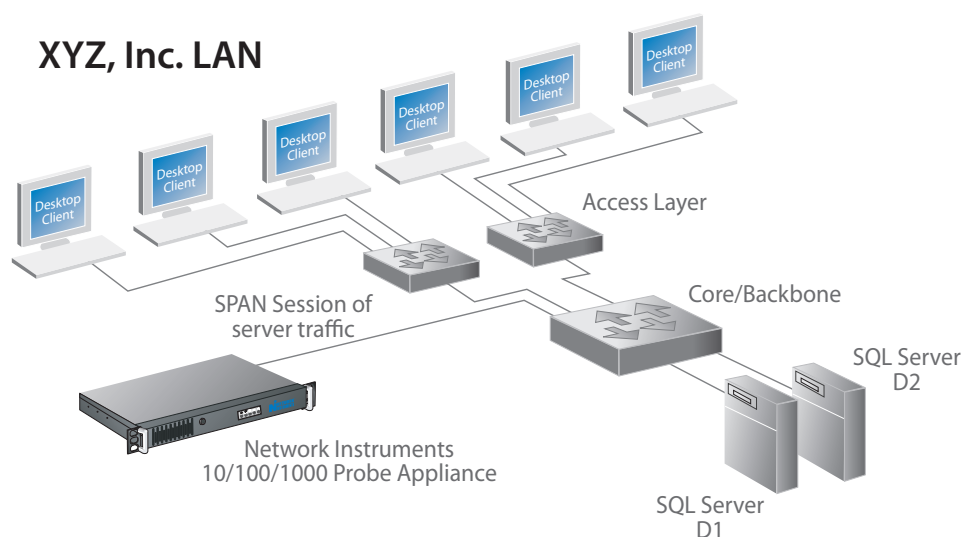 XYZ, Inc. LAN
Desktop
Client
Desktop
Client
Desktop
Client
Desktop
Client
Desktop
Client
Desktop
Client
Access Layer
SPAN Session of
server traffic
Core/Backbone
SQL Server
D2
Network Instruments
10/100/1000 Probe Appliance
SQL Server
D1